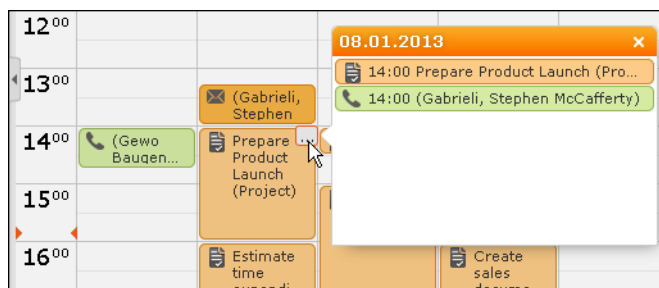 12⁰⁰
08.01.2013 ×
14:00 Prepare Product Launch (Pro...
14:00 (Gabrieli, Stephen McCafferty)
13⁰⁰
(Gabrieli,
Stephen
14⁰⁰
(Gewo
Baugen...
Prepare
Product
Launch
(Project)
...
15⁰⁰
16⁰⁰
Estimate
time
Create
sales